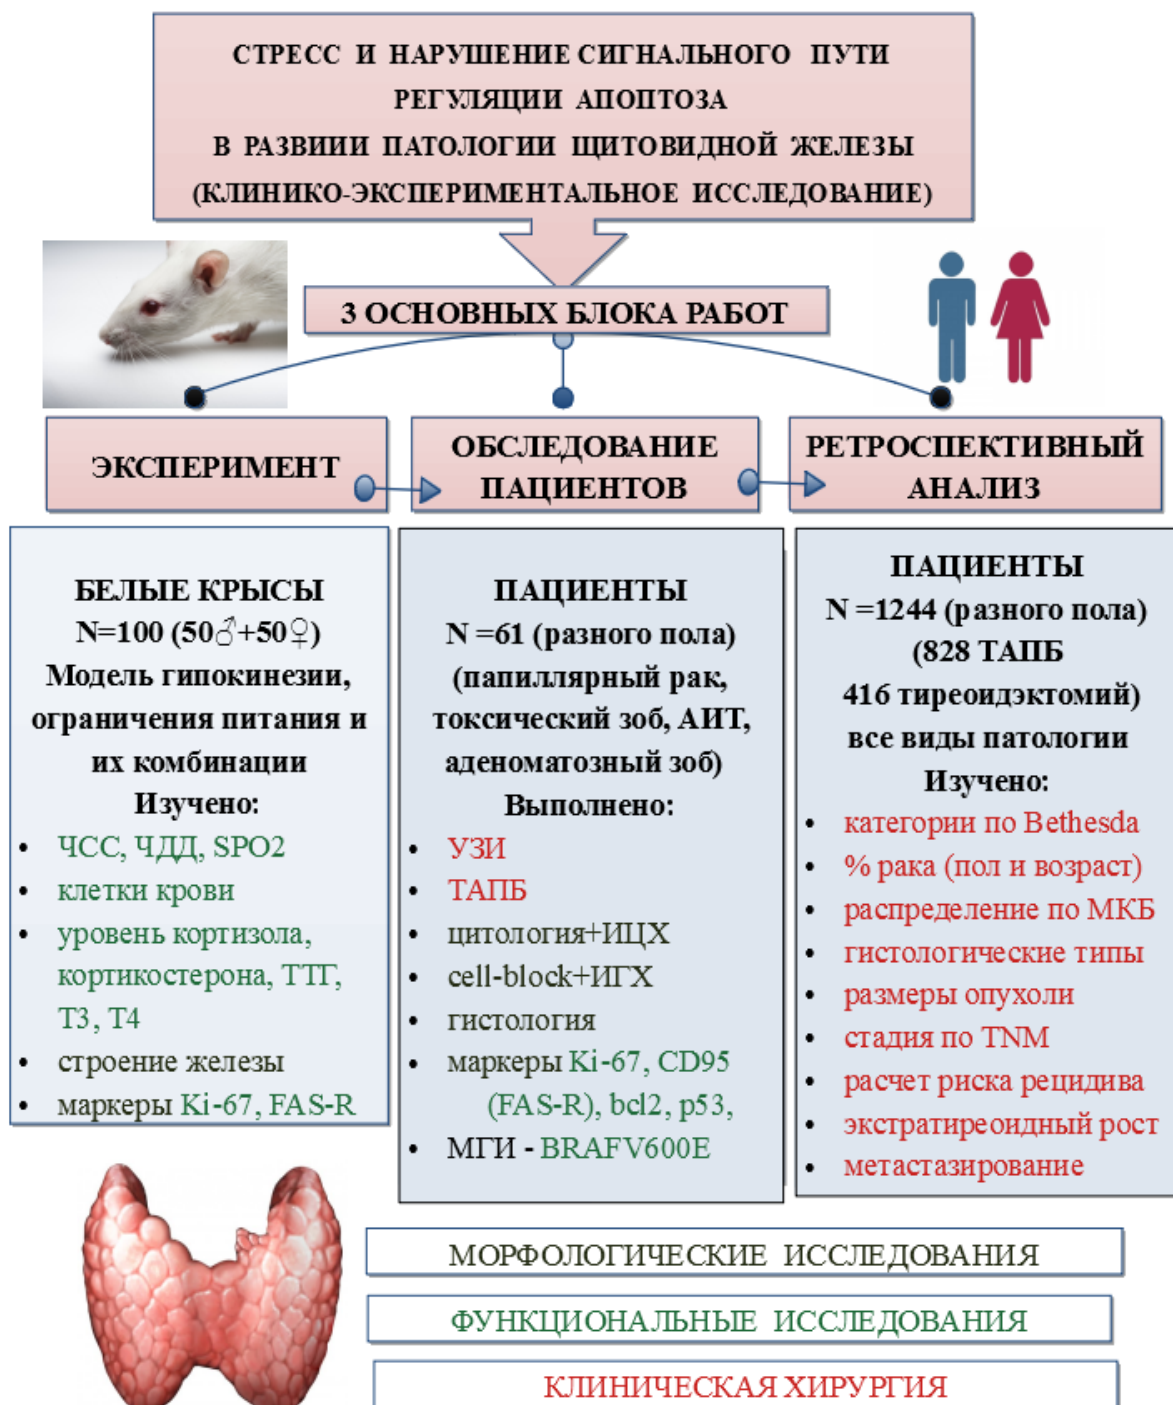 СТРЕСС И НАРУШЕНИЕ СИГНАЛЬНОГО ПУТИ
РЕГУЛЯЦИИ АПОПТОЗА
В РАЗВИИИ ПАТОЛОГИИ ЩИТОВИДНОЙ ЖЕЛЕЗЫ
(КЛИНИКО-ЭКСПЕРИМЕНТАЛЬНОЕ ИССЛЕДОВАНИЕ)
3 ОСНОВНЫХ БЛОКА РАБОТ
ЭКСПЕРИМЕНТ
БЕЛЫЕ КРЫСЫ
N=100 (50♂+50♀)
Модель гипокинезии,
ограничения питания и
их комбинации
Изучено:
• ЧСС, ЧДД, SPO2
• клетки крови
• уровень кортизола,
кортикостерона, ТТГ,
Т3, Т4
• строение железы
• маркеры Ki-67, FAS-R
ОБСЛЕДОВАНИЕ
ПАЦИЕНТОВ
ПАЦИЕНТЫ
N =61 (разного пола)
(папиллярный рак,
токсический зоб, АИТ,
аденоматозный зоб)
Выполнено:
• УЗИ
• ТАПБ
• цитология+ИЦХ
• cell-block+ИГХ
• гистология
• маркеры Ki-67, CD95
(FAS-R), bcl2, p53,
• МГИ - BRAFV600E
РЕТРОСПЕКТИВНЫЙ
АНАЛИЗ
ПАЦИЕНТЫ
N =1244 (разного пола)
(828 ТАПБ
416 тиреоидэктомий)
все виды патологии
Изучено:
• категории по Bethesda
• % рака (пол и возраст)
• распределение по МКБ
• гистологические типы
• размеры опухоли
• стадия по TNM
• расчет риска рецидива
• экстратиреоидный рост
• метастазирование
МОРФОЛОГИЧЕСКИЕ ИССЛЕДОВАНИЯ
ФУНКЦИОНАЛЬНЫЕ ИССЛЕДОВАНИЯ
КЛИНИЧЕСКАЯ ХИРУРГИЯ